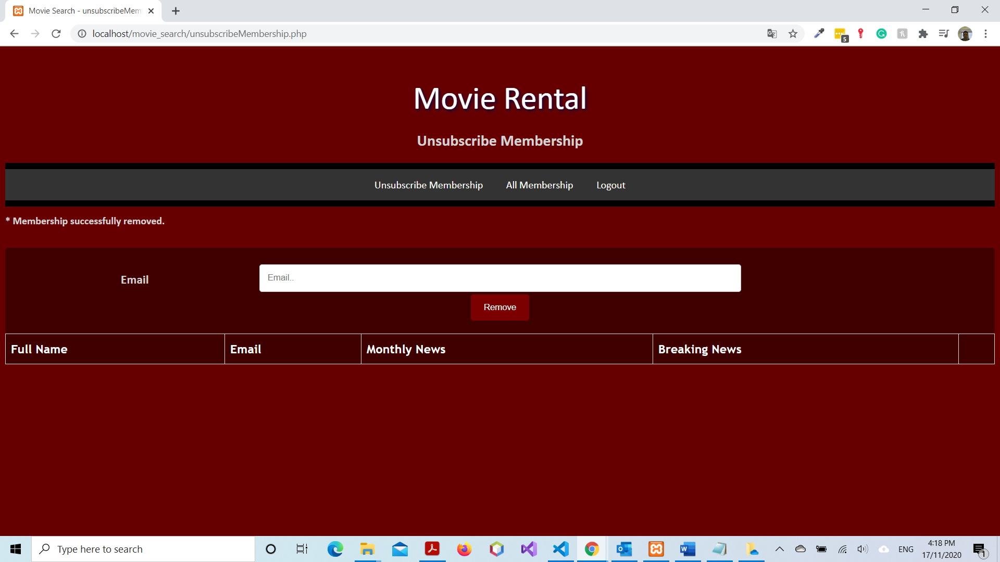 Movie Search - unsubscribeMem
localhost/movie_search/unsubscribeMembership.php
5
Movie Rental
Unsubscribe Membership
Unsubscribe Membership All Membership Logout
* Membership successfully removed.
Email Email..
Remove
Full Name Email Monthly News Breaking News
Type here to search
ENG
4:18 PM
17/11/2020
1